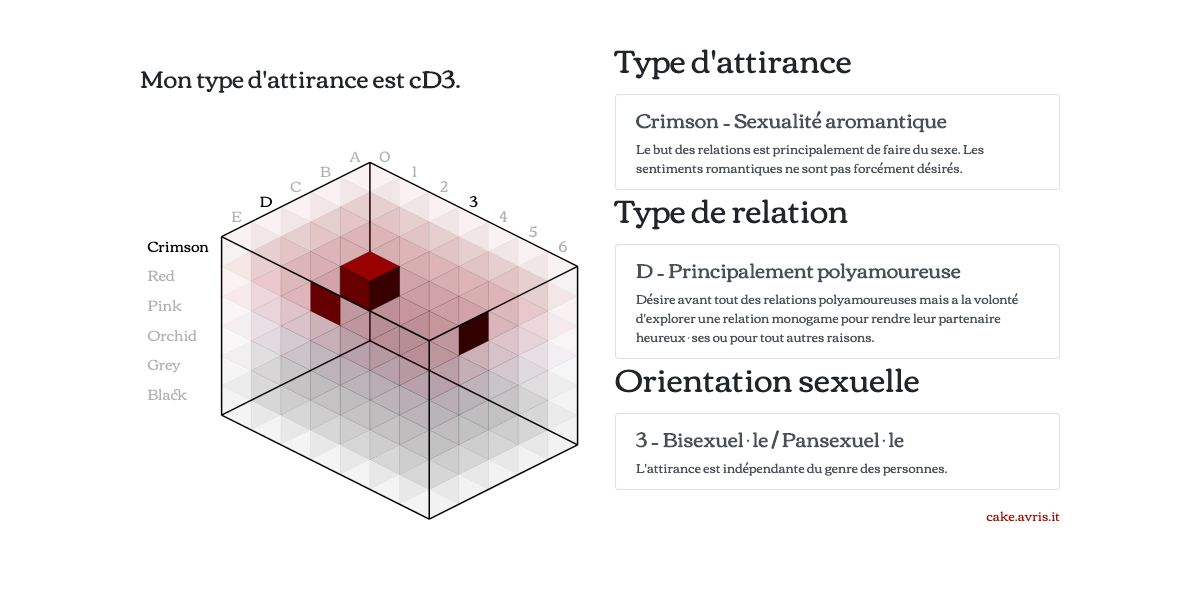 Mon type d'attirance est cD3.
A
B
C
D
E
O
1
2
3
4
5
6
Crimson
Red
Pink
Orchid
Grey
Black
Type d'attirance
Crimson - Sexualité aromantique
Le but des relations est principalement de faire du sexe. Les
sentiments romantiques ne sont pas forcément désirés.
Type de relation
D - Principalement polyamoureuse
Désire avant tout des relations polyamoureuses mais a la volonté
d'explorer une relation monogame pour rendre leur partenaire
heureux·ses ou pour tout autres raisons.
Orientation sexuelle
3 - Bisexuel·le / Pansexuel·le
L'attirance est indépendante du genre des personnes.
cake.avris.it